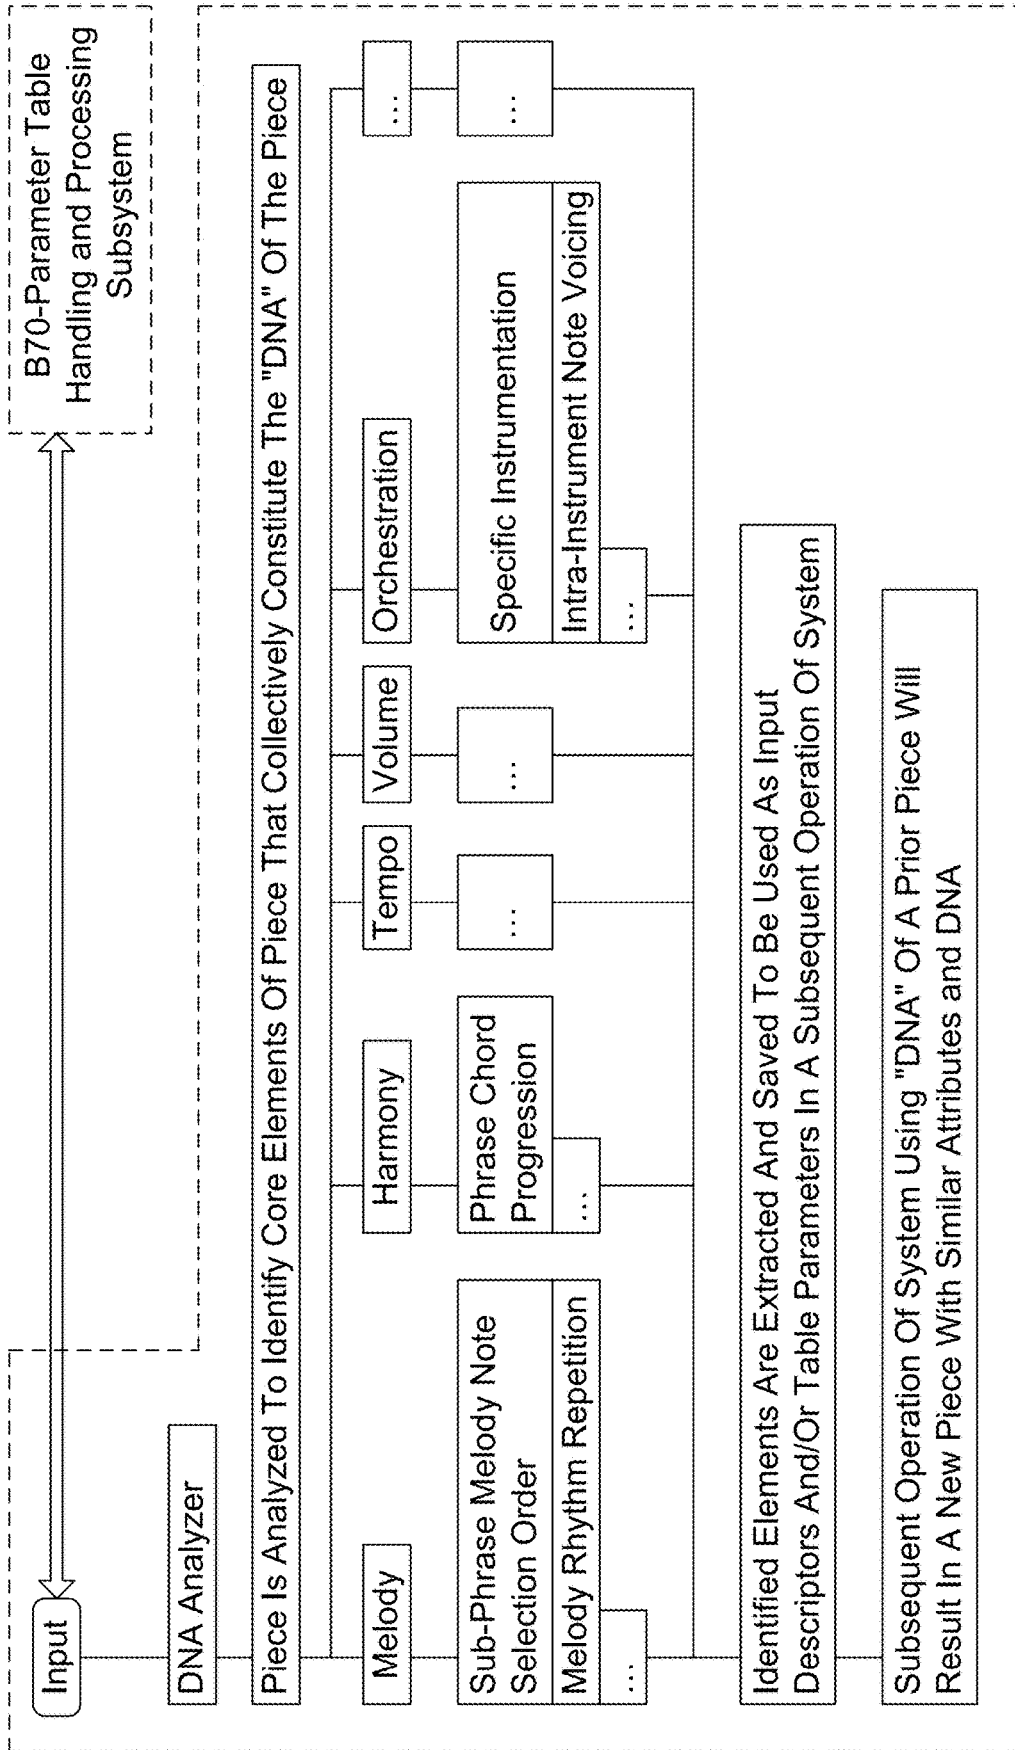 Input
B70-Parameter Table
Handling and Processing
Subsystem
DNA Analyzer
Piece Is Analyzed To Identify Core Elements Of Piece That Collectively Constitute The "DNA" Of The Piece
Melody
Harmony
Tempo
Volume
Orchestration
...
Sub-Phrase Melody Note
Selection Order
Melody Rhythm Repetition
...
Phrase Chord
Progression
...
...
...
Specific Instrumentation
Intra-Instrument Note Voicing
...
...
Identified Elements Are Extracted And Saved To Be Used As Input
Descriptors And/Or Table Parameters In A Subsequent Operation Of System
Subsequent Operation Of System Using "DNA" Of A Prior Piece Will
Result In A New Piece With Similar Attributes and DNA